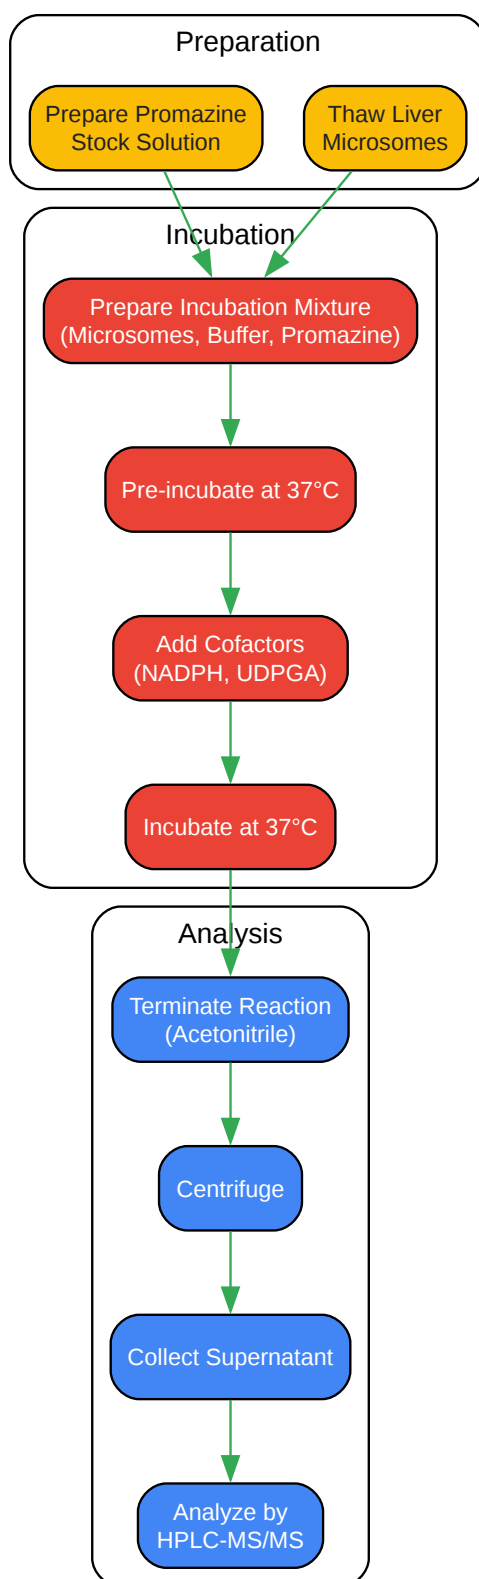 Preparation
Prepare Promazine
Stock Solution
Thaw Liver
Microsomes
Incubation
Prepare Incubation Mixture
(Microsomes, Buffer, Promazine)
Pre-incubate at 37°C
Add Cofactors
(NADPH, UDPGA)
Incubate at 37°C
Analysis
Terminate Reaction
(Acetonitrile)
Centrifuge
Collect Supernatant
Analyze by
HPLC-MS/MS